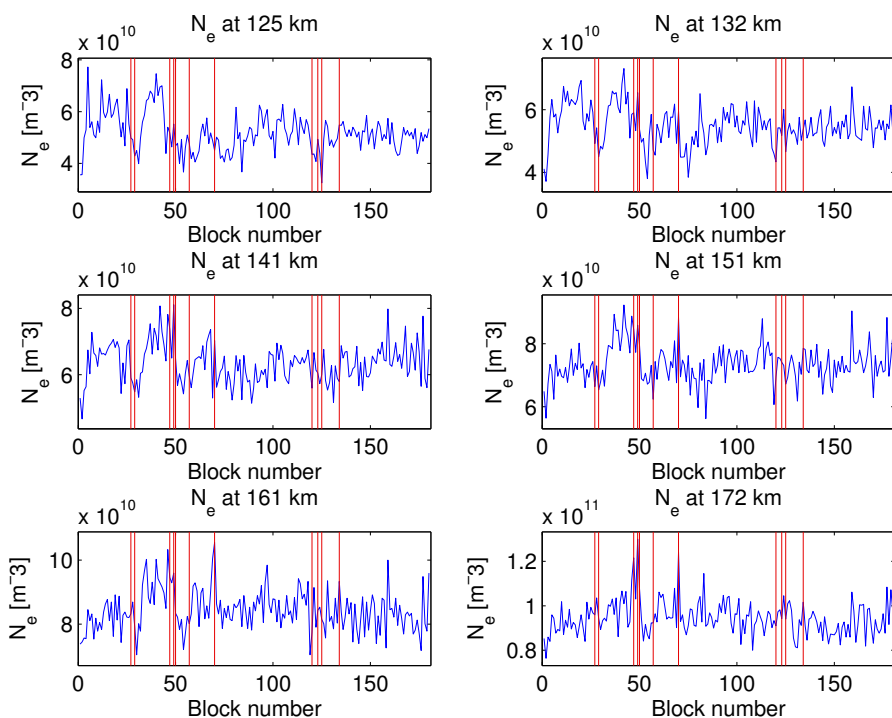 N_e at 125 km
x 10^10
8
6
4
N_e [m^-3]
0 50 100 150
Block number
N_e at 132 km
x 10^10
6
4
N_e [m^-3]
0 50 100 150
Block number
N_e at 141 km
x 10^10
8
6
N_e [m^-3]
0 50 100 150
Block number
N_e at 151 km
x 10^10
8
6
N_e [m^-3]
0 50 100 150
Block number
N_e at 161 km
x 10^10
10
8
N_e [m^-3]
0 50 100 150
Block number
N_e at 172 km
x 10^11
1.2
1
0.8
N_e [m^-3]
0 50 100 150
Block number